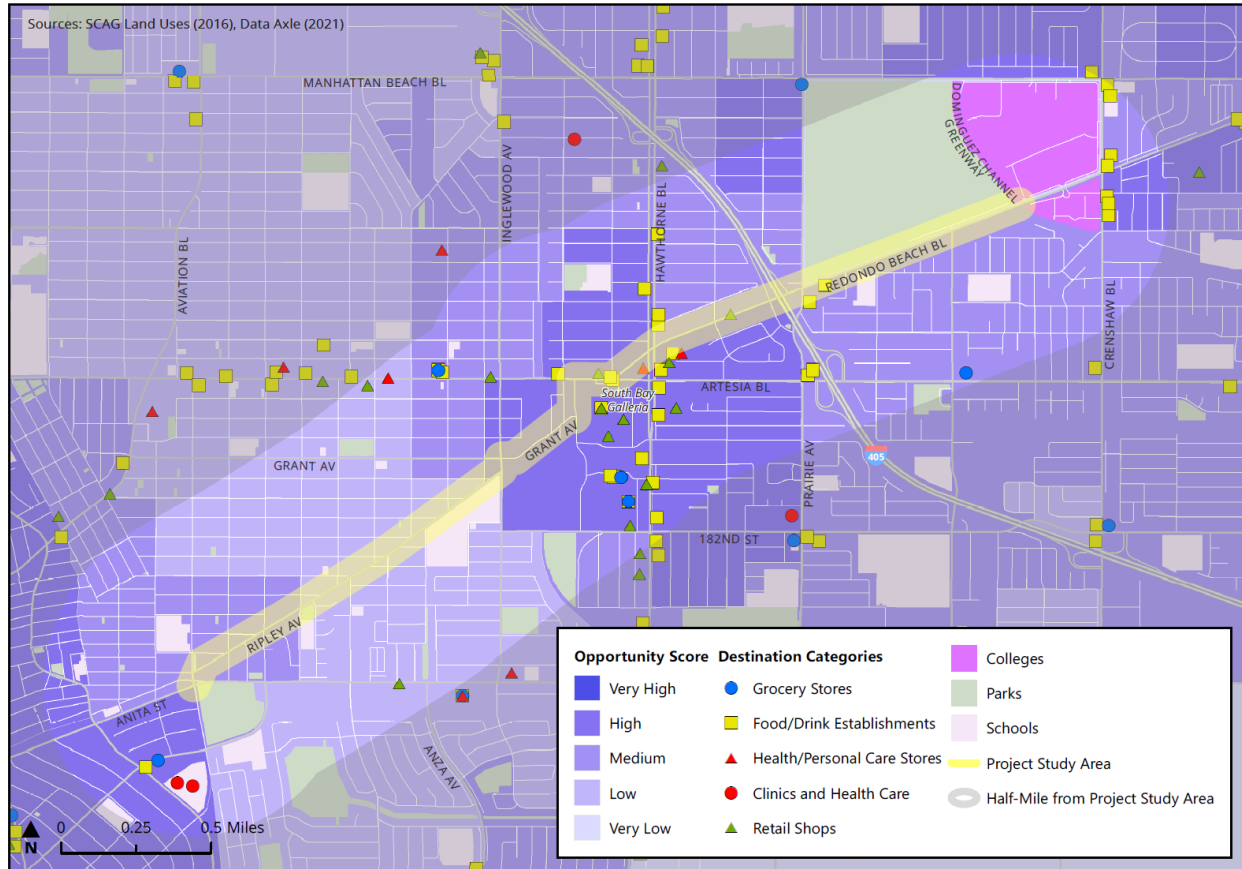 Sources: SCAG Land Uses (2016), Data Axle (2021)
MANHATTAN BEACH BL
DOMINGUEZ CHANNEL
GREENWAY
INGLEWOOD AV
HAWTHORNE BL
AVIATION BL
REDONDO BEACH BL
CRENSHAW BL
ARTESIA BL
South Bay
Galleria
GRANT AV
GRANT AV
PRAIRIE AV
405
182ND ST
RIPLEY AV
ANITA ST
ANZA AV
0 0.25 0.5 Miles
N
Opportunity Score
Very High
High
Medium
Low
Very Low
Destination Categories
Grocery Stores
Food/Drink Establishments
Health/Personal Care Stores
Clinics and Health Care
Retail Shops
Colleges
Parks
Schools
Project Study Area
Half-Mile from Project Study Area